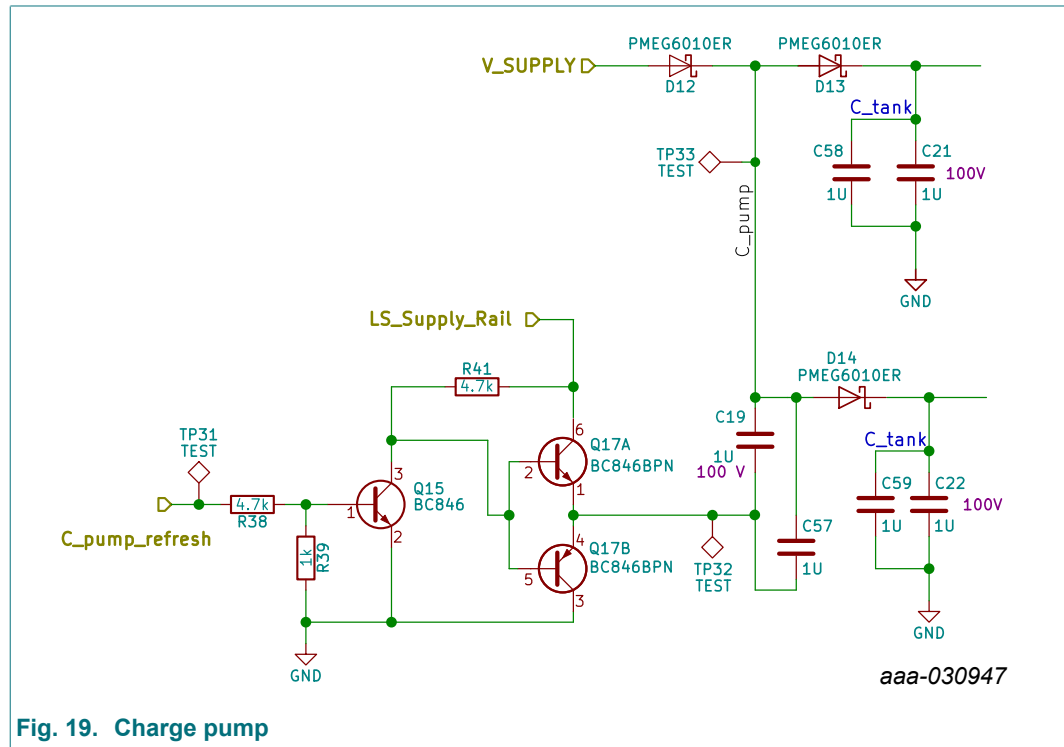 PMEG6010ER
PMEG6010ER
V_SUPPLY
D12
D13
C_tank
C58
C21
TP33
TEST
100V
1U
1U
C_pump
GND
LS_Supply_Rail
D14
PMEG6010ER
R41
4.7k
C19
C_tank
TP31
TEST
6
Q17A
2
BC846BPN
1U
100 V
3
Q15
BC846
1
C59
C22
100V
4.7k
R38
1
C57
1U
1U
C_pump_refresh
2
4
Q17B
BC846BPN
1k
R39
5
TP32
TEST
1U
3
GND
GND
aaa-030947
Fig. 19. Charge pump